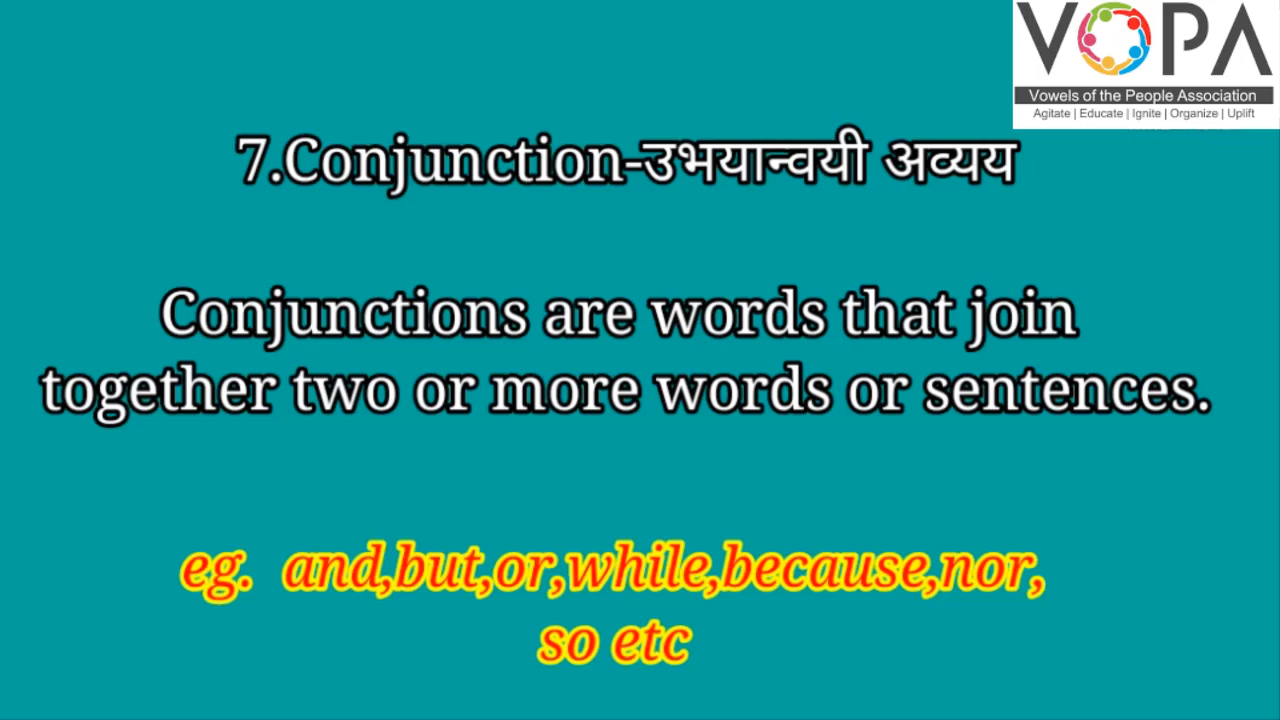 VOPA
Vowels of the People Association
Agitate | Educate | Ignite | Organize | Uplift
7.Conjunction-उभयान्वयी अव्यय
Conjunctions are words that join
together two or more words or sentences.
eg. and,but,or,while,because,nor,
so etc